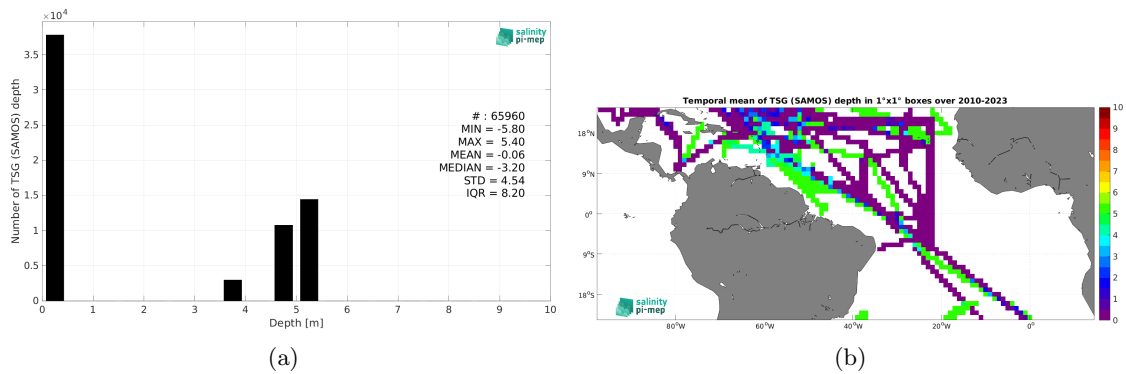 ×10⁴
3.5
3
2.5
2
1.5
1
0.5
0
Number of TSG (SAMOS) depth
0 1 2 3 4 5 6 7 8 9 10
Depth [m]
salinity
pi-mep
# : 65960
MIN = -5.80
MAX = 5.40
MEAN = -0.06
MEDIAN = -3.20
STD = 4.54
IQR = 8.20
(a)
Temporal mean of TSG (SAMOS) depth in 1°x1° boxes over 2010-2023
18°N
9°N
0°
9°S
18°S
80°W 60°W 40°W 20°W 0°
salinity
pi-mep
10
9
8
7
6
5
4
3
2
1
0
(b)